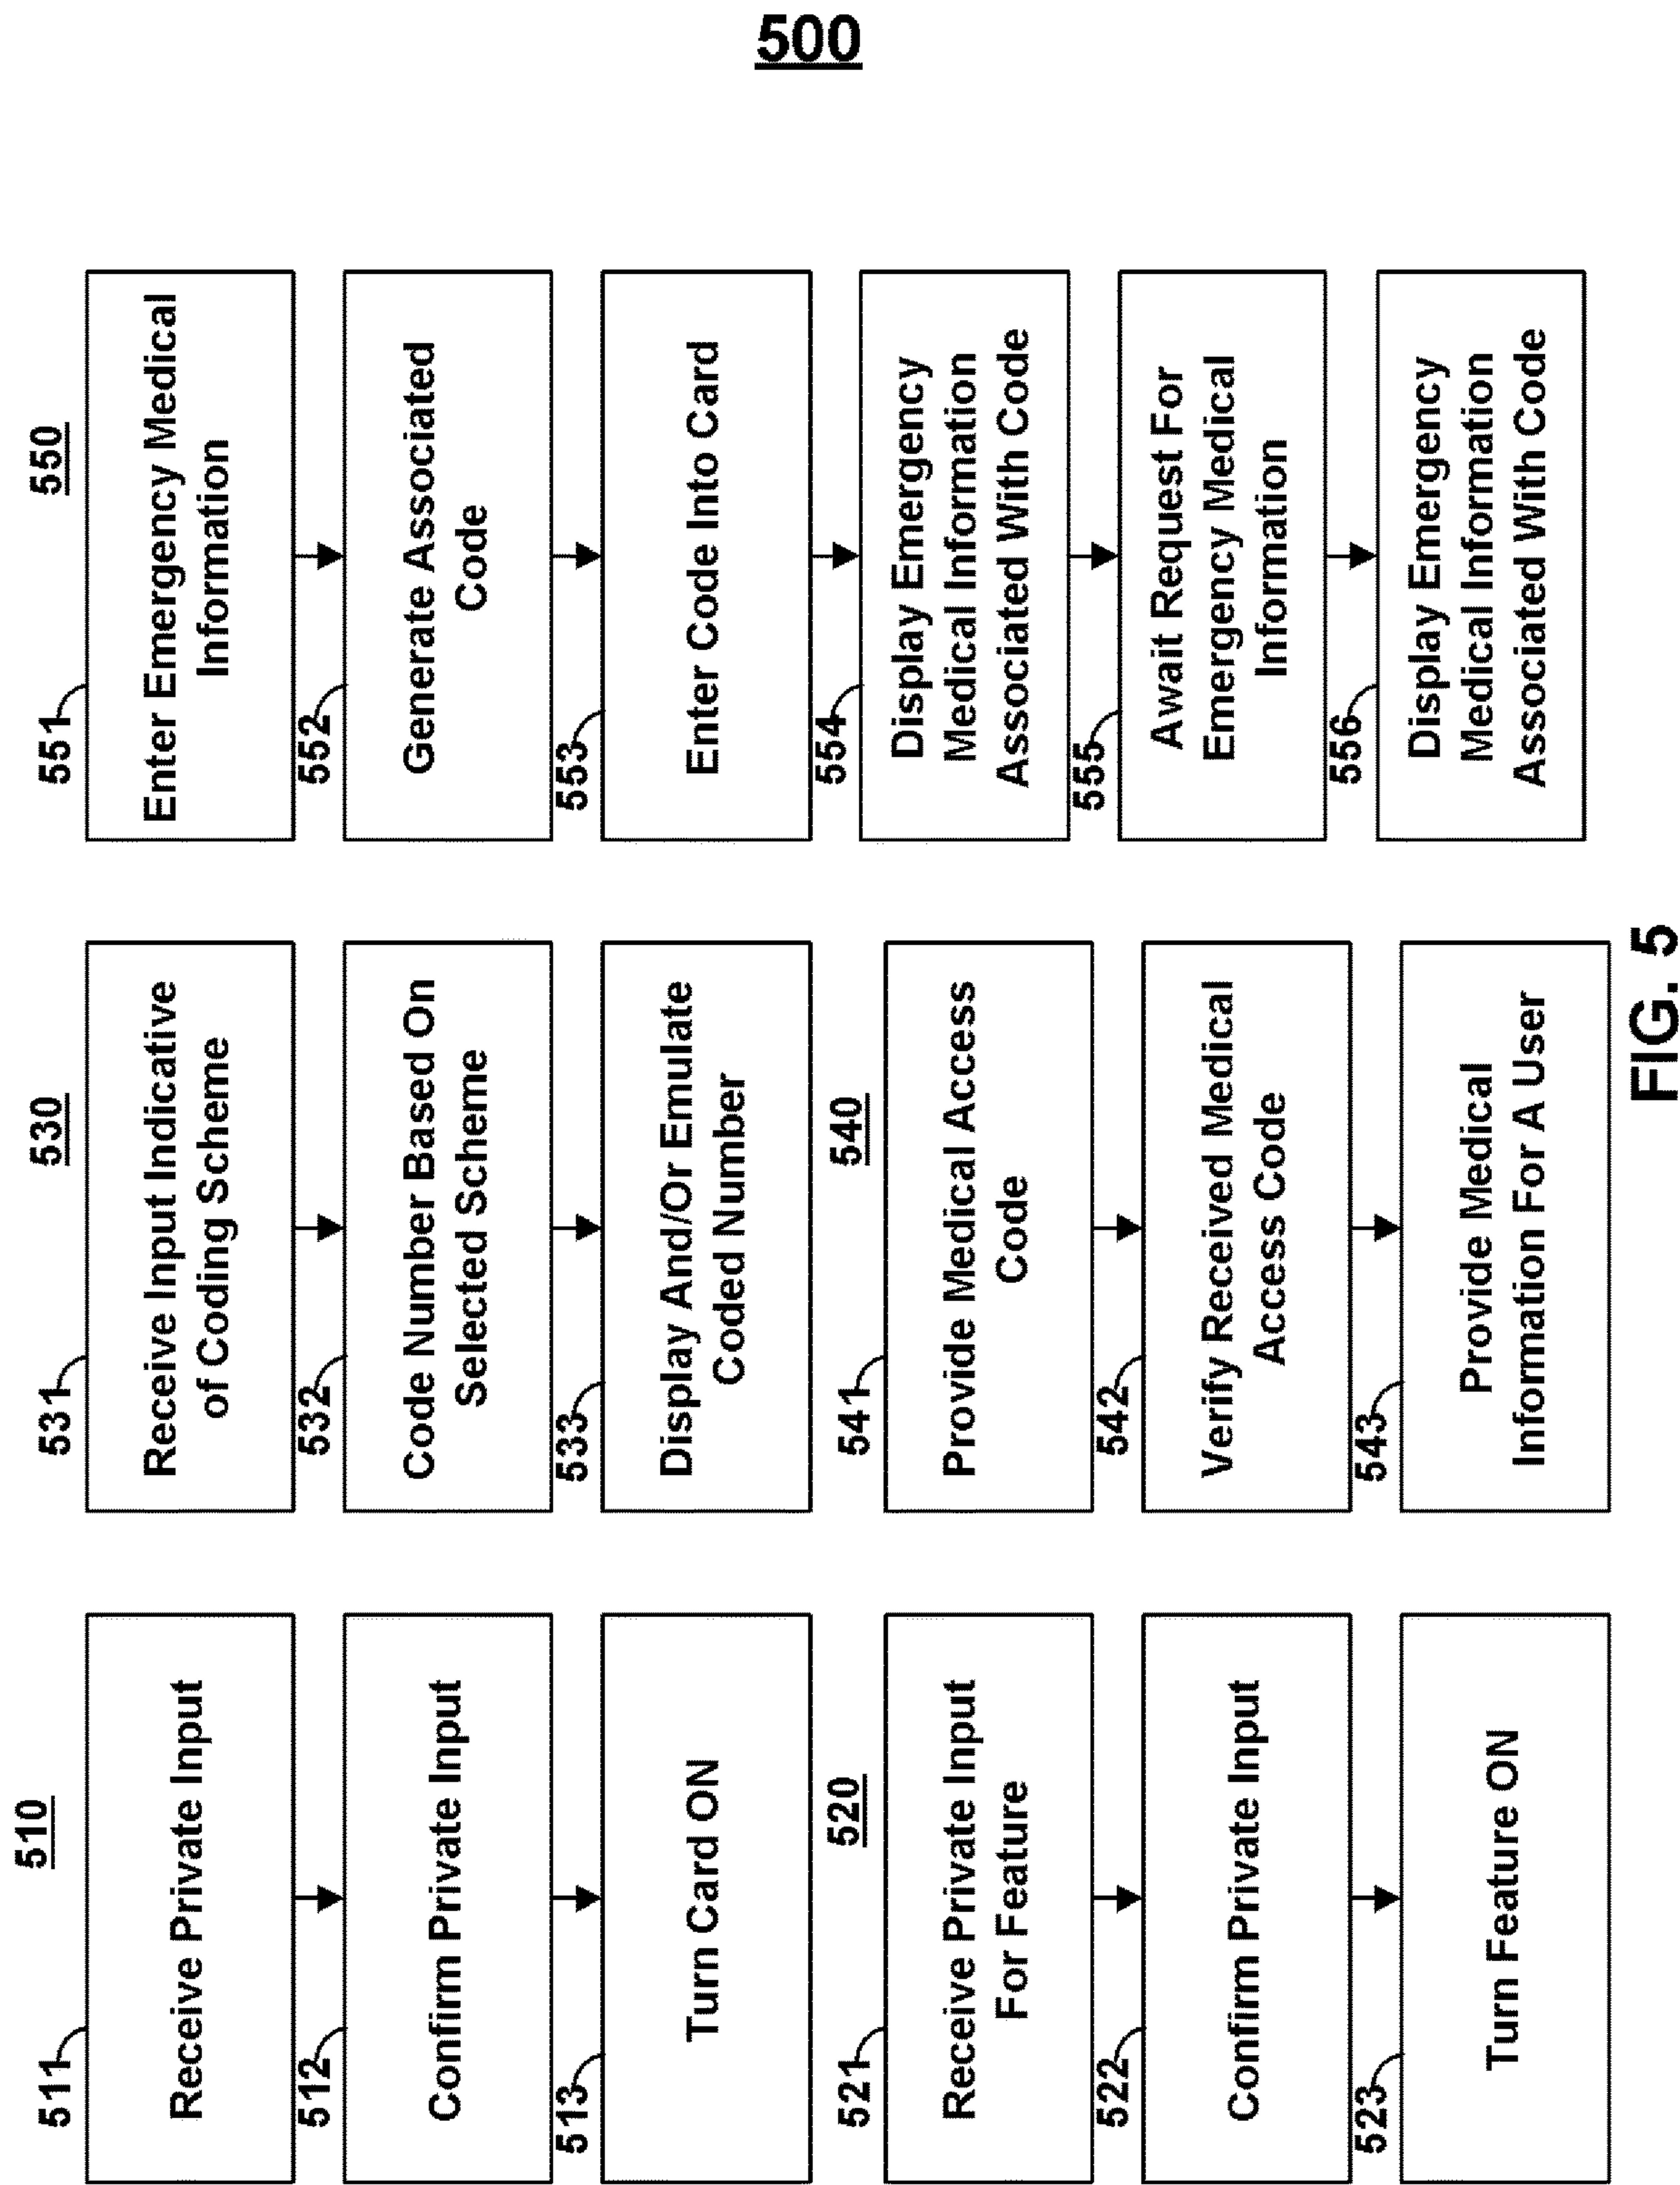 500
510
511
Receive Private Input
512
Confirm Private Input
513
Turn Card ON
520
521
Receive Private Input
For Feature
522
Confirm Private Input
523
Turn Feature ON
530
531
Receive Input Indicative
of Coding Scheme
532
Code Number Based On
Selected Scheme
533
Display And/Or Emulate
Coded Number
540
541
Provide Medical Access
Code
542
Verify Received Medical
Access Code
543
Provide Medical
Information For A User
550
551
Enter Emergency Medical
Information
552
Generate Associated
Code
553
Enter Code Into Card
554
Display Emergency
Medical Information
Associated With Code
555
Await Request For
Emergency Medical
Information
556
Display Emergency
Medical Information
Associated With Code
FIG. 5